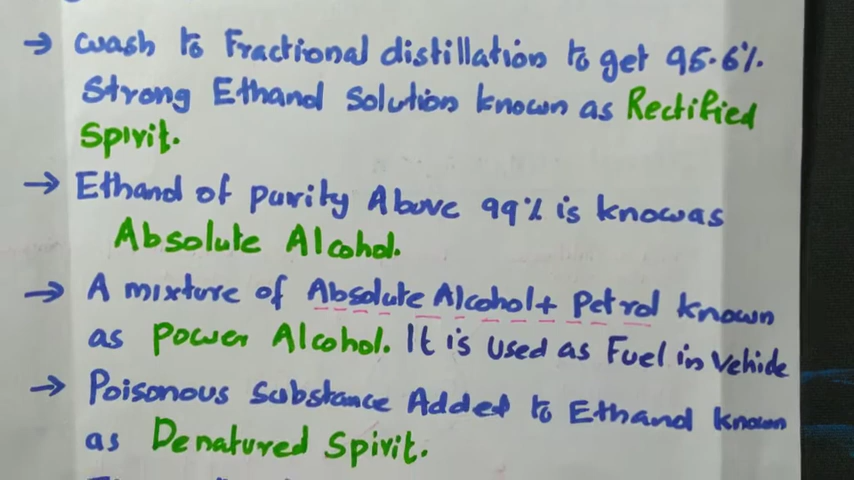 → wash to Fractional distillation to get 95.6%.
Strong Ethanol Solution known as Rectified
Spirit.
→ Ethanol of purity Above 99% is knowas
Absolute Alcohol.
→ A mixture of Absolute Alcohol + Petrol known
as Power Alcohol. It is used as Fuel in vehicle
→ Poisonous substance Added to Ethanol known
as Denatured Spirit.